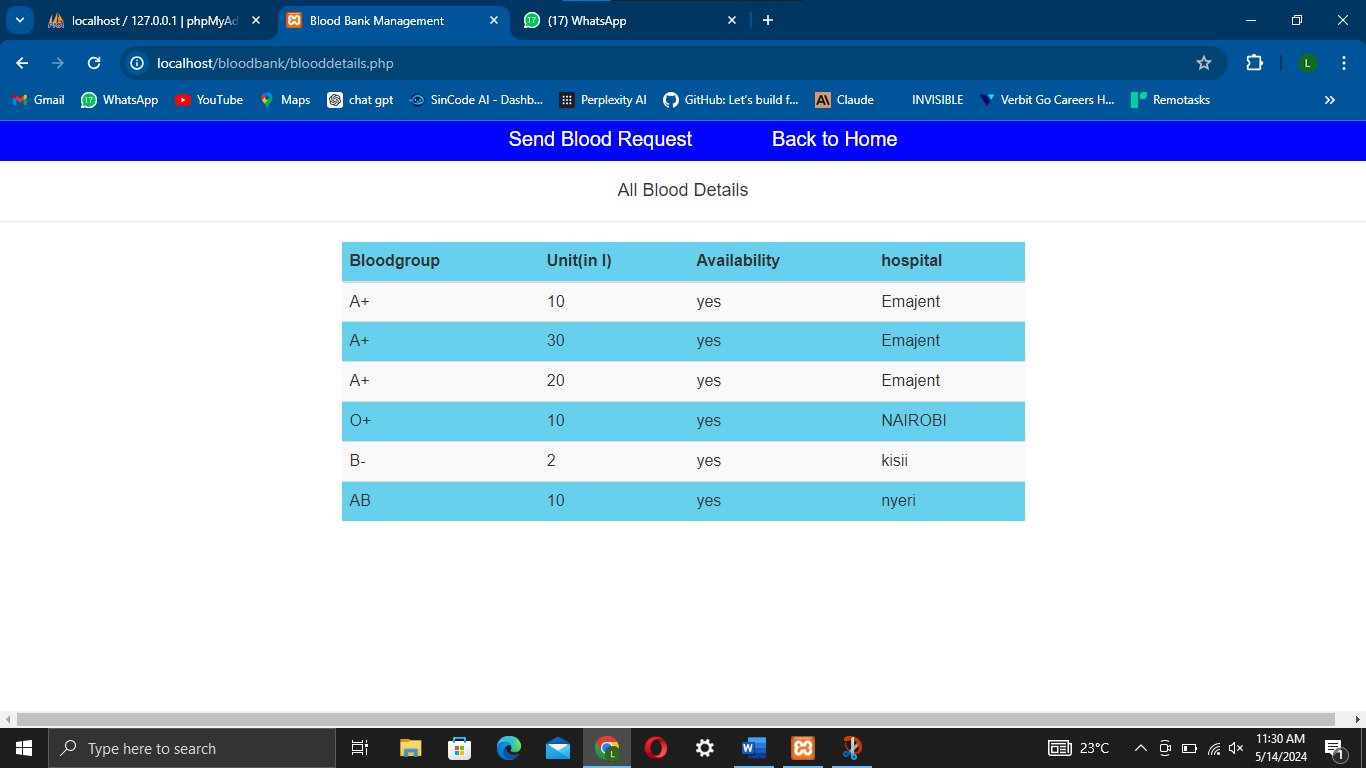 localhost / 127.0.0.1 | phpMyAd
Blood Bank Management
17 (17) WhatsApp
localhost/bloodbank/blooddetails.php
L
Gmail 17 WhatsApp YouTube Maps chat gpt SinCode AI - Dashb... Perplexity AI GitHub: Let's build f... AI Claude INVISIBLE Verbit Go Careers H... Remotasks
Send Blood Request Back to Home
All Blood Details
Bloodgroup Unit(in l) Availability hospital
A+ 10 yes Emajent
A+ 30 yes Emajent
A+ 20 yes Emajent
O+ 10 yes NAIROBI
B- 2 yes kisii
AB 10 yes nyeri
Type here to search
23°C
11:30 AM
5/14/2024
1